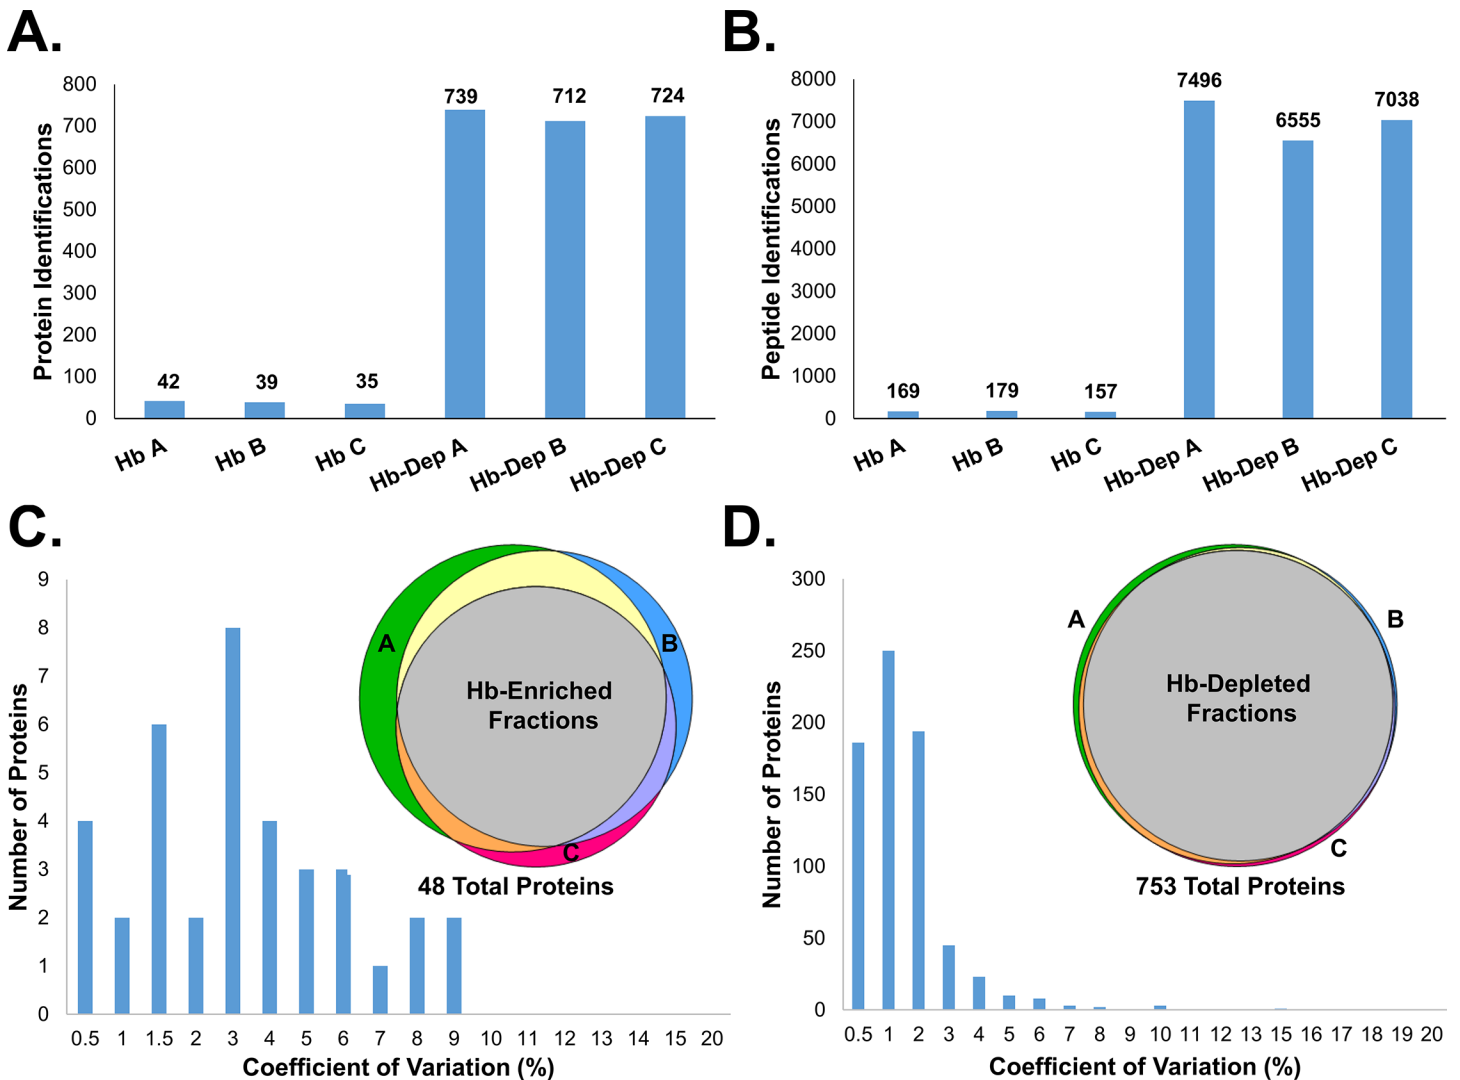 A.
Protein Identifications
800
700
600
500
400
300
200
100
0
42
39
35
739
712
724
Hb A
Hb B
Hb C
Hb-Dep A
Hb-Dep B
Hb-Dep C
B.
Peptide Identifications
8000
7000
6000
5000
4000
3000
2000
1000
0
169
179
157
7496
6555
7038
Hb A
Hb B
Hb C
Hb-Dep A
Hb-Dep B
Hb-Dep C
C.
Number of Proteins
9
8
7
6
5
4
3
2
1
0
0.5 1 1.5 2 3 4 5 6 7 8 9 10 11 12 13 14 15 20
Coefficient of Variation (%)
A
B
Hb-Enriched
Fractions
C
48 Total Proteins
D.
Number of Proteins
300
250
200
150
100
50
0
0.5 1 2 3 4 5 6 7 8 9 10 11 12 13 15 16 17 18 19 20
Coefficient of Variation (%)
A
B
Hb-Depleted
Fractions
C
753 Total Proteins